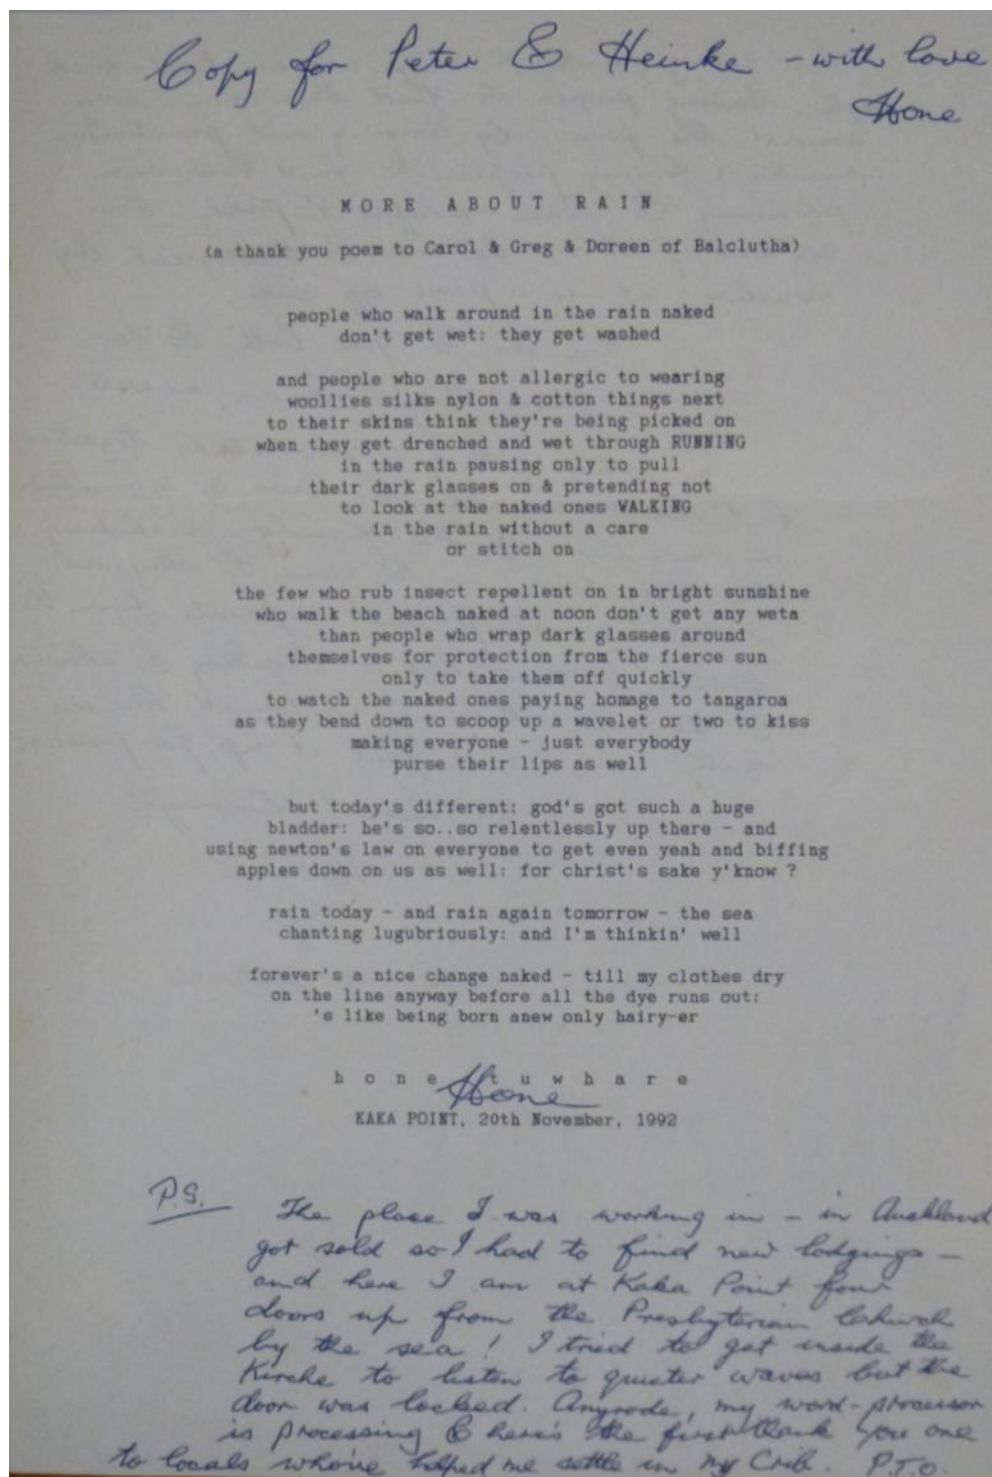 Copy for Peter & Heinke - with love
Hone
MORE ABOUT RAIN
(a thank you poem to Carol & Greg & Doreen of Balclutha)
people who walk around in the rain naked
don't get wet: they get washed
and people who are not allergic to wearing
woollies silks nylon & cotton things next
to their skins think they're being picked on
when they get drenched and wet through RUNNING
in the rain pausing only to pull
their dark glasses on & pretending not
to look at the naked ones WALKING
in the rain without a care
or stitch on
the few who rub insect repellent on in bright sunshine
who walk the beach naked at noon don't get any weta
than people who wrap dark glasses around
themselves for protection from the fierce sun
only to take them off quickly
to watch the naked ones paying homage to tangaroa
as they bend down to scoop up a wavelet or two to kiss
making everyone - just everybody
purse their lips as well
but today's different: god's got such a huge
bladder: he's so..so relentlessly up there - and
using newton's law on everyone to get even yeah and biffing
apples down on us as well: for christ's sake y'know ?
rain today - and rain again tomorrow - the sea
chanting lugubriously: and I'm thinkin' well
forever's a nice change naked - till my clothes dry
on the line anyway before all the dye runs out:
's like being born anew only hairy-er
hone tuwhare
Hone
KAKA POINT, 20th November, 1992
P.S. The place I was working in - in Auckland
got sold so I had to find new lodgings -
and here I am at Kaka Point four
doors up from the Presbyterian Church
by the sea! I tried to get inside the
Kirche to listen to quieter waves but the
door was locked. Anyrode, my word-processor
is processing & here's the first thank you one
to locals who've helped me settle in my Crib. P.T.O.